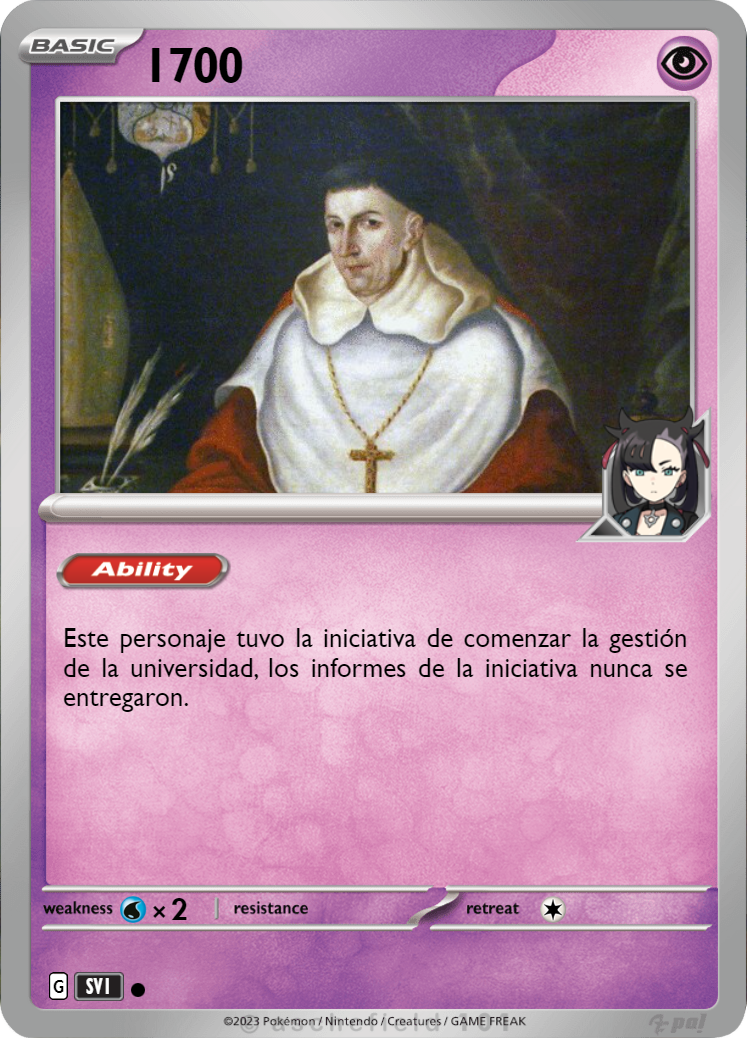 BASIC
1700
Ability
Este personaje tuvo la iniciativa de comenzar la gestión
de la universidad, los informes de la iniciativa nunca se
entregaron.
weakness × 2 resistance retreat
G SVI
©2023 Pokémon / Nintendo / Creatures / GAME FREAK